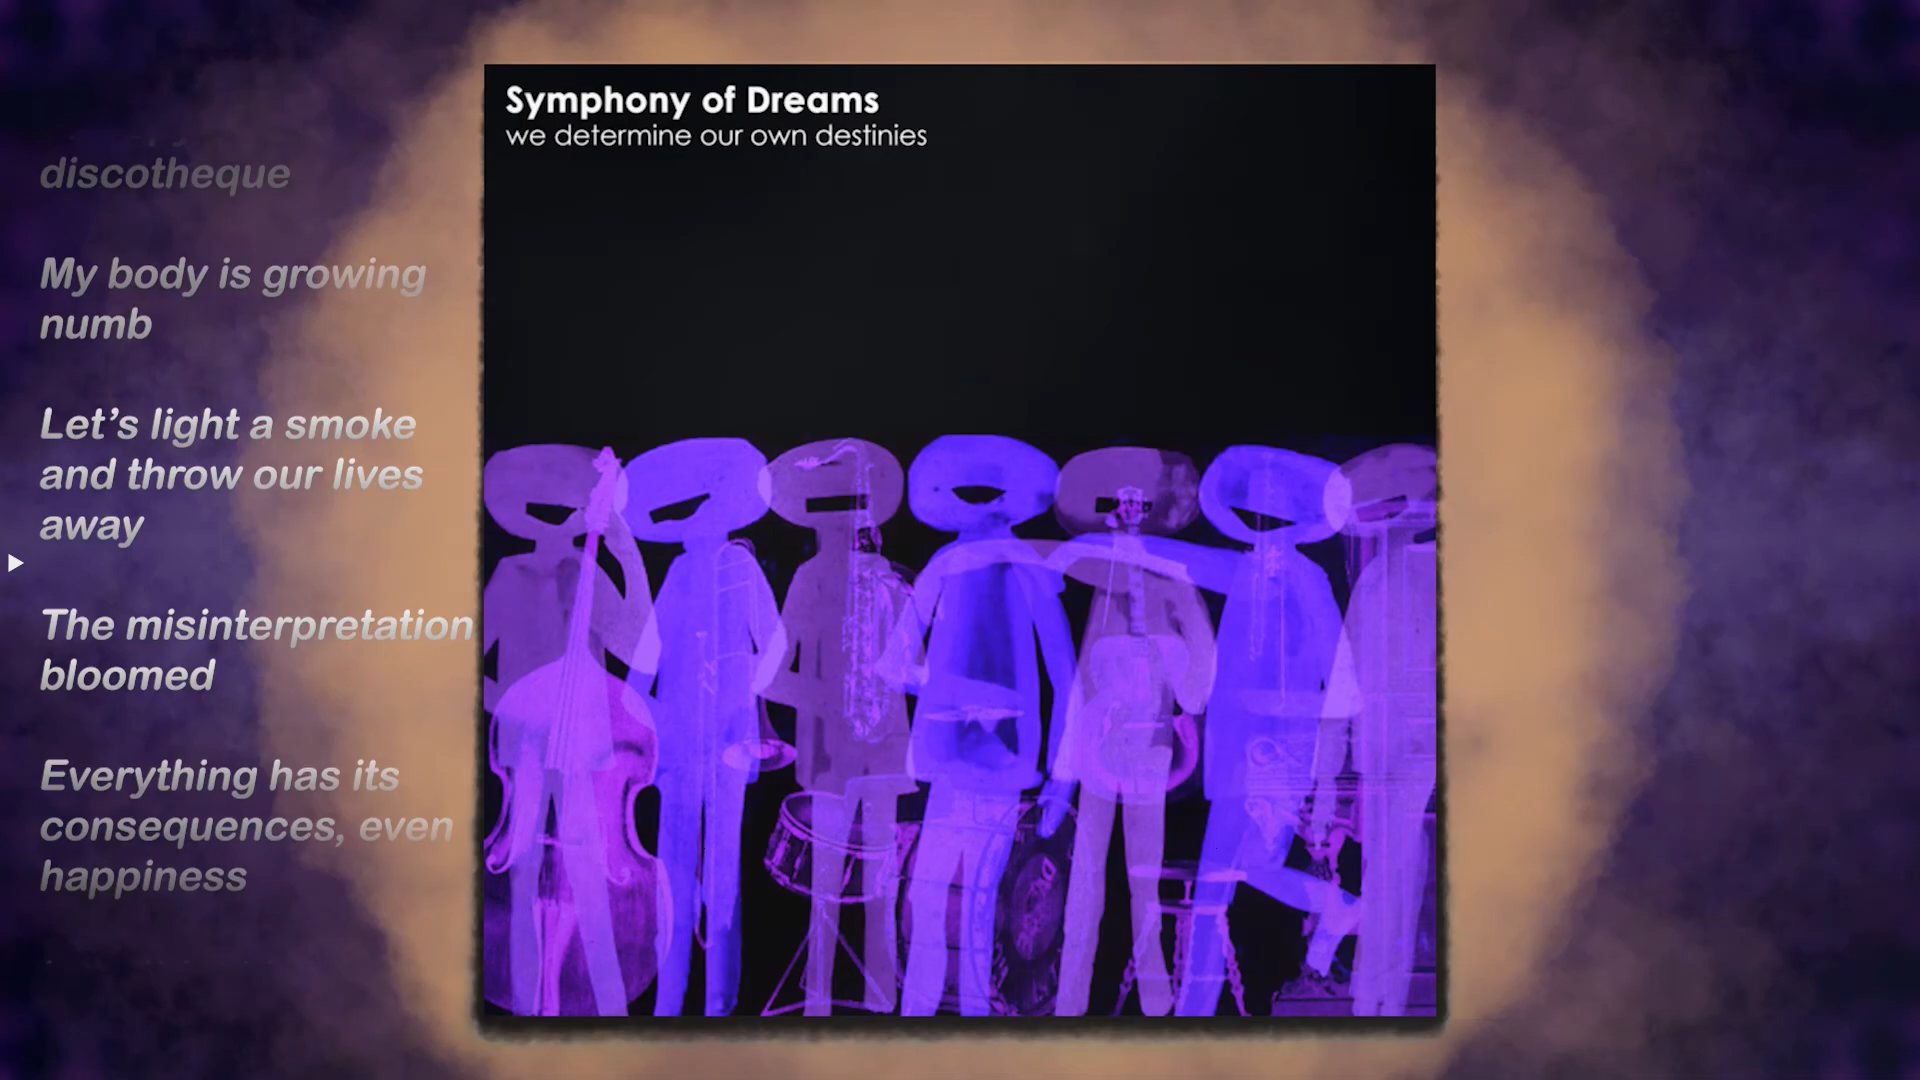 Symphony of Dreams
we determine our own destinies
discotheque
My body is growing
numb
Let’s light a smoke
and throw our lives
away
The misinterpretation
bloomed
Everything has its
consequences, even
happiness